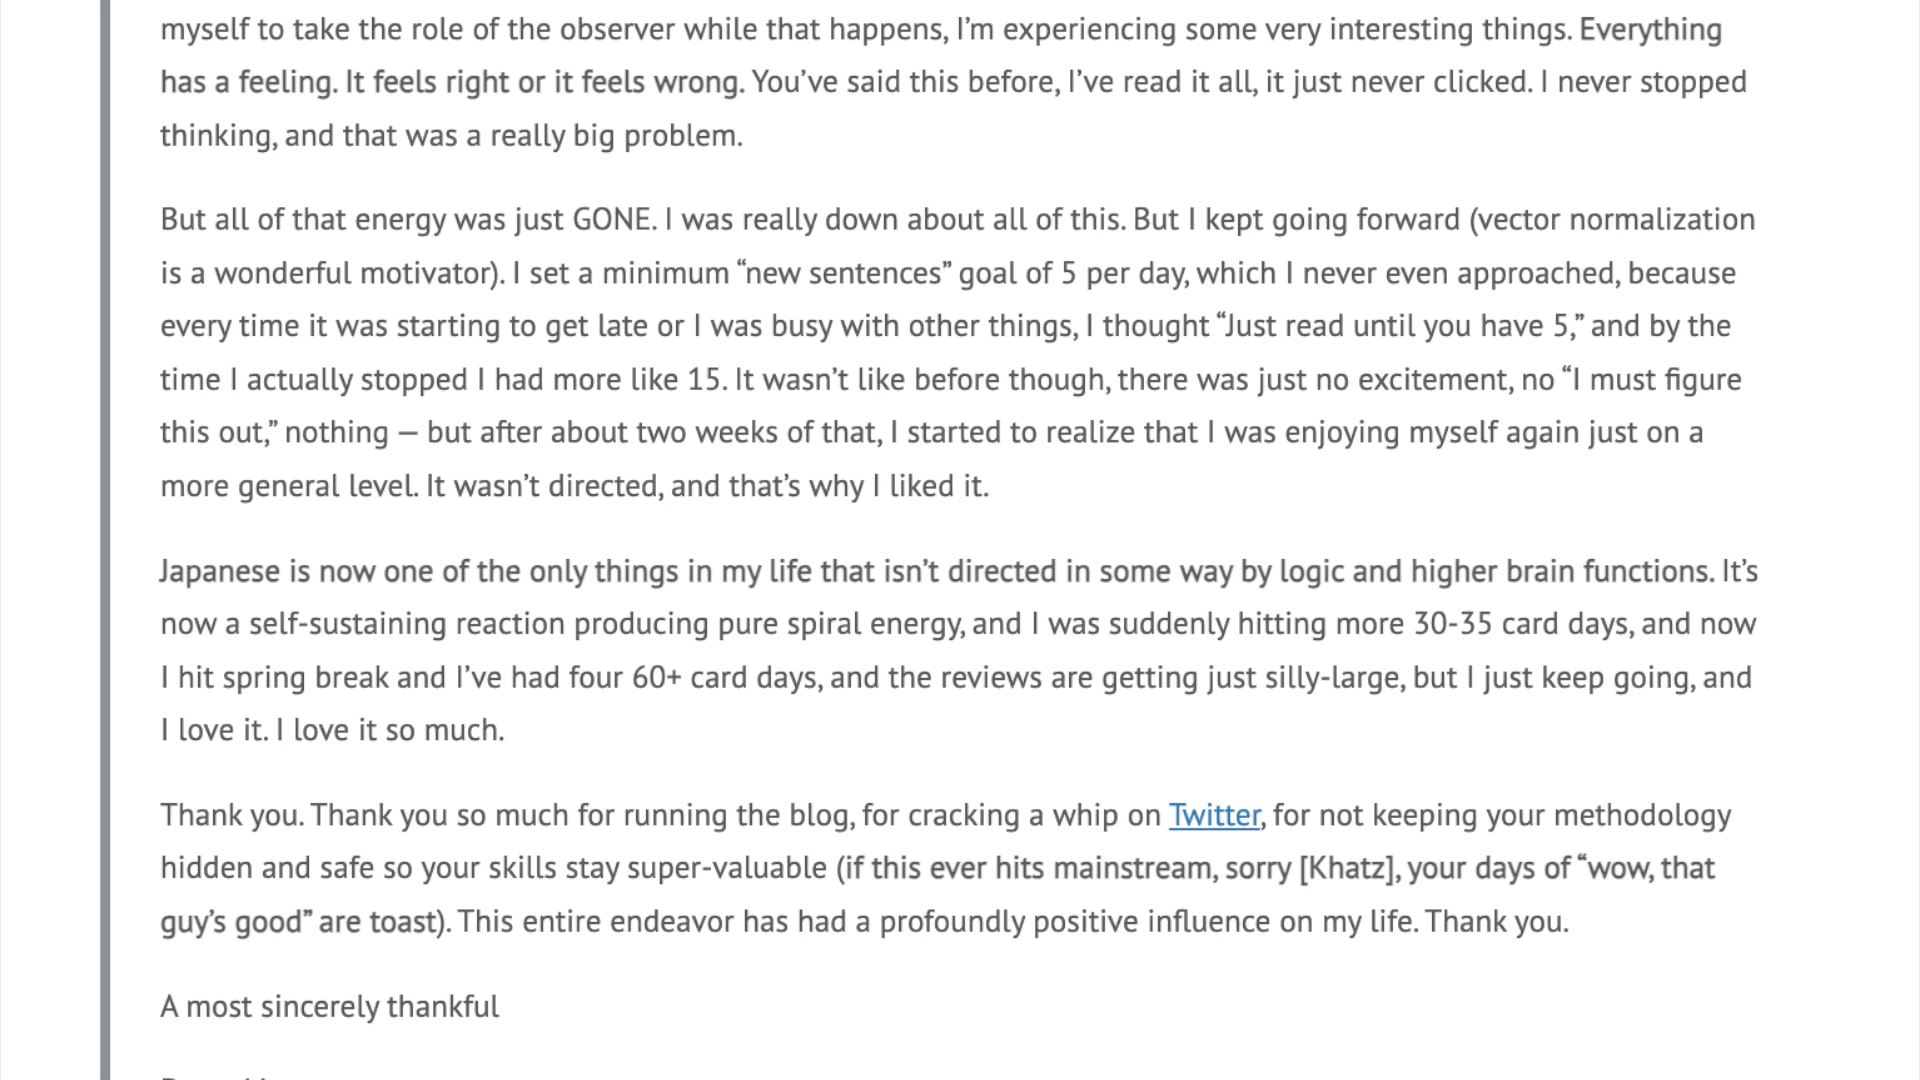 myself to take the role of the observer while that happens, I’m experiencing some very interesting things. Everything
has a feeling. It feels right or it feels wrong. You’ve said this before, I’ve read it all, it just never clicked. I never stopped
thinking, and that was a really big problem.
But all of that energy was just GONE. I was really down about all of this. But I kept going forward (vector normalization
is a wonderful motivator). I set a minimum “new sentences” goal of 5 per day, which I never even approached, because
every time it was starting to get late or I was busy with other things, I thought “Just read until you have 5,” and by the
time I actually stopped I had more like 15. It wasn’t like before though, there was just no excitement, no “I must figure
this out,” nothing — but after about two weeks of that, I started to realize that I was enjoying myself again just on a
more general level. It wasn’t directed, and that’s why I liked it.
Japanese is now one of the only things in my life that isn’t directed in some way by logic and higher brain functions. It’s
now a self-sustaining reaction producing pure spiral energy, and I was suddenly hitting more 30-35 card days, and now
I hit spring break and I’ve had four 60+ card days, and the reviews are getting just silly-large, but I just keep going, and
I love it. I love it so much.
Thank you. Thank you so much for running the blog, for cracking a whip on Twitter, for not keeping your methodology
hidden and safe so your skills stay super-valuable (if this ever hits mainstream, sorry [Khatz], your days of “wow, that
guy’s good” are toast). This entire endeavor has had a profoundly positive influence on my life. Thank you.
A most sincerely thankful